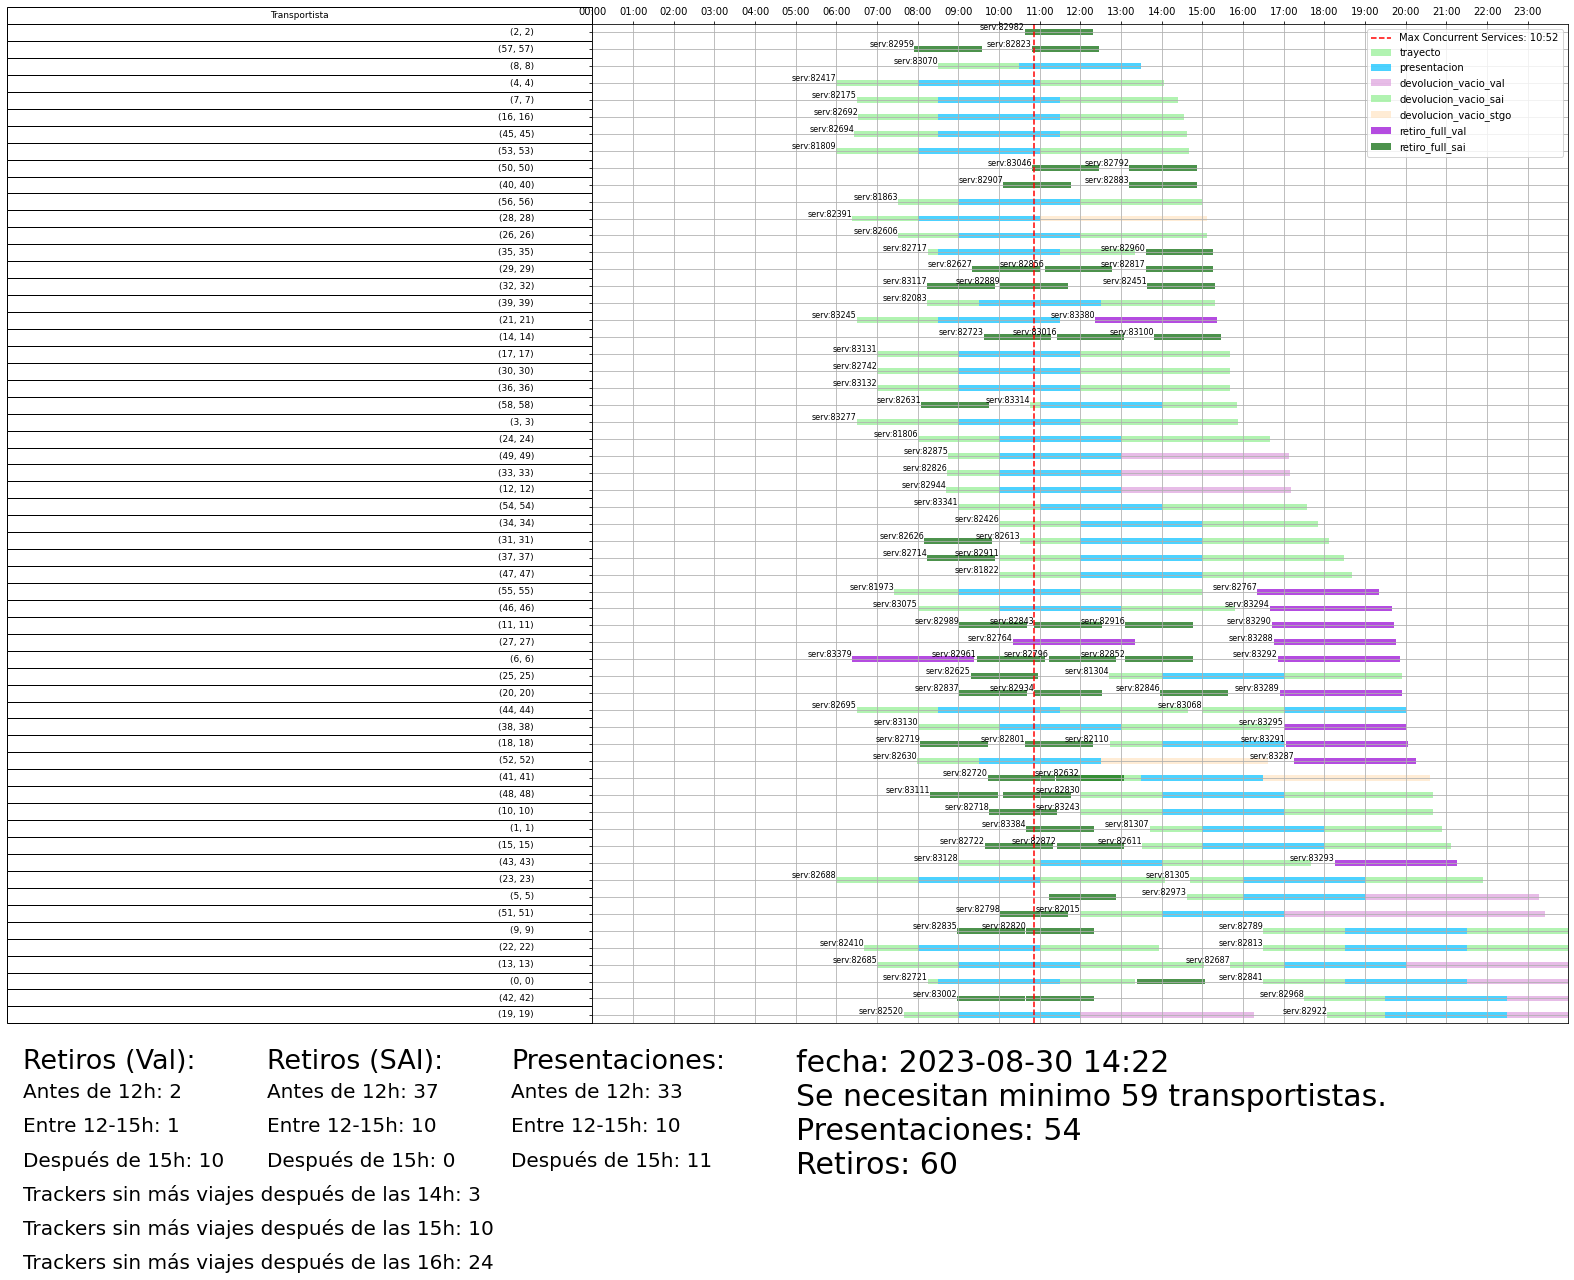 Transportista 00:00 01:00 02:00 03:00 04:00 05:00 06:00 07:00 08:00 09:00 10:00 11:00 12:00 13:00 14:00 15:00 16:00 17:00 18:00 19:00 20:00 21:00 22:00 23:00
Max Concurrent Services: 10:52
trayecto
presentacion
devolucion_vacio_val
devolucion_vacio_sai
devolucion_vacio_stgo
retiro_full_val
retiro_full_sai
(2, 2) serv:82982
(57, 57) serv:82959 serv:82823
(8, 8) serv:83070
(4, 4) serv:82417
(7, 7) serv:82175
(16, 16) serv:82692
(45, 45) serv:82694
(53, 53) serv:81809
(50, 50) serv:83046 serv:82792
(40, 40) serv:82907 serv:82883
(56, 56) serv:81863
(28, 28) serv:82391
(26, 26) serv:82606
(35, 35) serv:82717 serv:82960
(29, 29) serv:82627 serv:82856 serv:82817
(32, 32) serv:83117 serv:82889 serv:82451
(39, 39) serv:82083
(21, 21) serv:83245 serv:83380
(14, 14) serv:82723 serv:83016 serv:83100
(17, 17) serv:83131
(30, 30) serv:82742
(36, 36) serv:83132
(58, 58) serv:82631 serv:83314
(3, 3) serv:83277
(24, 24) serv:81806
(49, 49) serv:82875
(33, 33) serv:82826
(12, 12) serv:82944
(54, 54) serv:83341
(34, 34) serv:82426
(31, 31) serv:82626 serv:82613
(37, 37) serv:82714 serv:82911
(47, 47) serv:81822
(55, 55) serv:81973 serv:82767
(46, 46) serv:83075 serv:83294
(11, 11) serv:82989 serv:82843 serv:82916 serv:83290
(27, 27) serv:82764 serv:83288
(6, 6) serv:83379 serv:82961 serv:82796 serv:82852 serv:83292
(25, 25) serv:82625 serv:81304
(20, 20) serv:82837 serv:82934 serv:82846 serv:83289
(44, 44) serv:82695 serv:83068
(38, 38) serv:83130 serv:83295
(18, 18) serv:82719 serv:82801 serv:82110 serv:83291
(52, 52) serv:82630 serv:83287
(41, 41) serv:82720 serv:82632
(48, 48) serv:83111 serv:82830
(10, 10) serv:82718 serv:83243
(1, 1) serv:83384 serv:81307
(15, 15) serv:82722 serv:82872 serv:82611
(43, 43) serv:83128 serv:83293
(23, 23) serv:82688 serv:81305
(5, 5) serv:82973
(51, 51) serv:82798 serv:82015
(9, 9) serv:82835 serv:82820 serv:82789
(22, 22) serv:82410 serv:82813
(13, 13) serv:82685 serv:82687
(0, 0) serv:82721 serv:82841
(42, 42) serv:83002 serv:82968
(19, 19) serv:82520 serv:82922
Retiros (Val): Retiros (SAI): Presentaciones:
Antes de 12h: 2 Antes de 12h: 37 Antes de 12h: 33
Entre 12-15h: 1 Entre 12-15h: 10 Entre 12-15h: 10
Después de 15h: 10 Después de 15h: 0 Después de 15h: 11
Trackers sin más viajes después de las 14h: 3
Trackers sin más viajes después de las 15h: 10
Trackers sin más viajes después de las 16h: 24
fecha: 2023-08-30 14:22
Se necesitan minimo 59 transportistas.
Presentaciones: 54
Retiros: 60